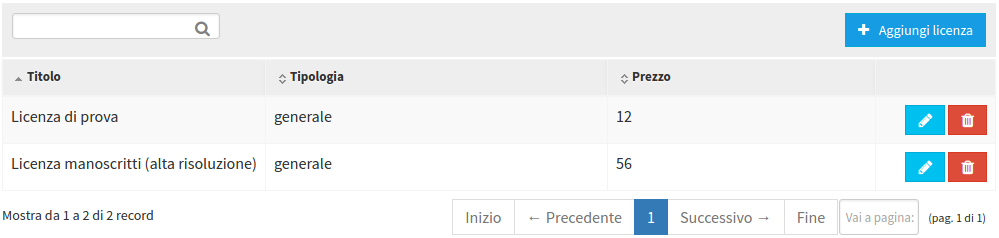 Aggiungi licenza
Titolo Tipologia Prezzo
Licenza di prova generale 12
Licenza manoscritti (alta risoluzione) generale 56
Mostra da 1 a 2 di 2 record Inizio ← Precedente 1 Successivo → Fine Vai a pagina: (pag. 1 di 1)